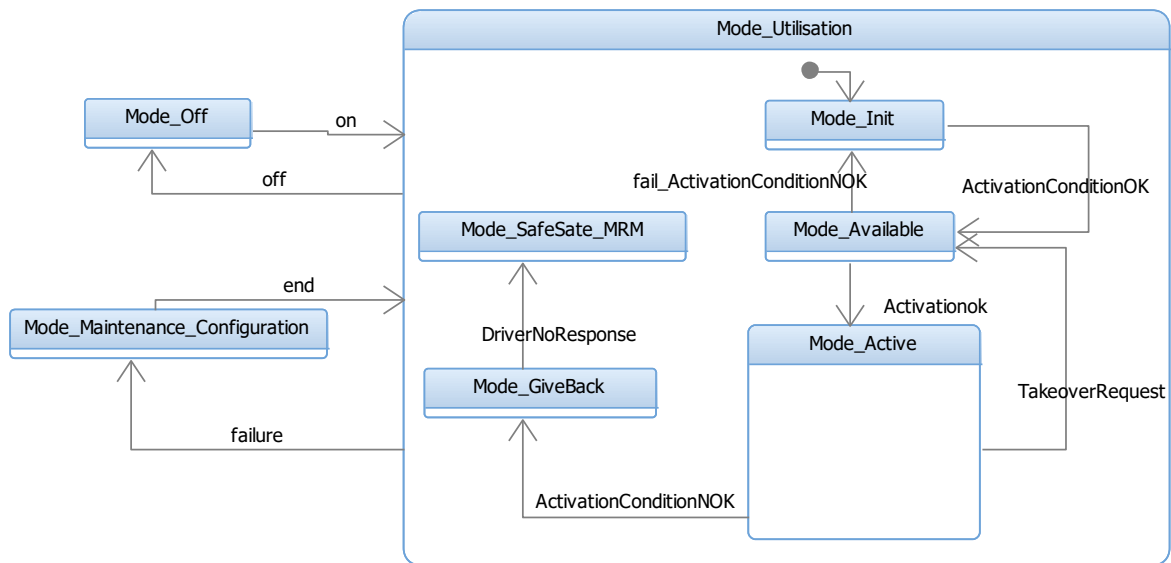 Mode_Utilisation
Mode_Off
on
Mode_Init
off
fail_ActivationConditionNOK
ActivationConditionOK
Mode_SafeSate_MRM
Mode_Available
end
Activationok
Mode_Maintenance_Configuration
DriverNoResponse
Mode_Active
Mode_GiveBack
TakeoverRequest
failure
ActivationConditionNOK